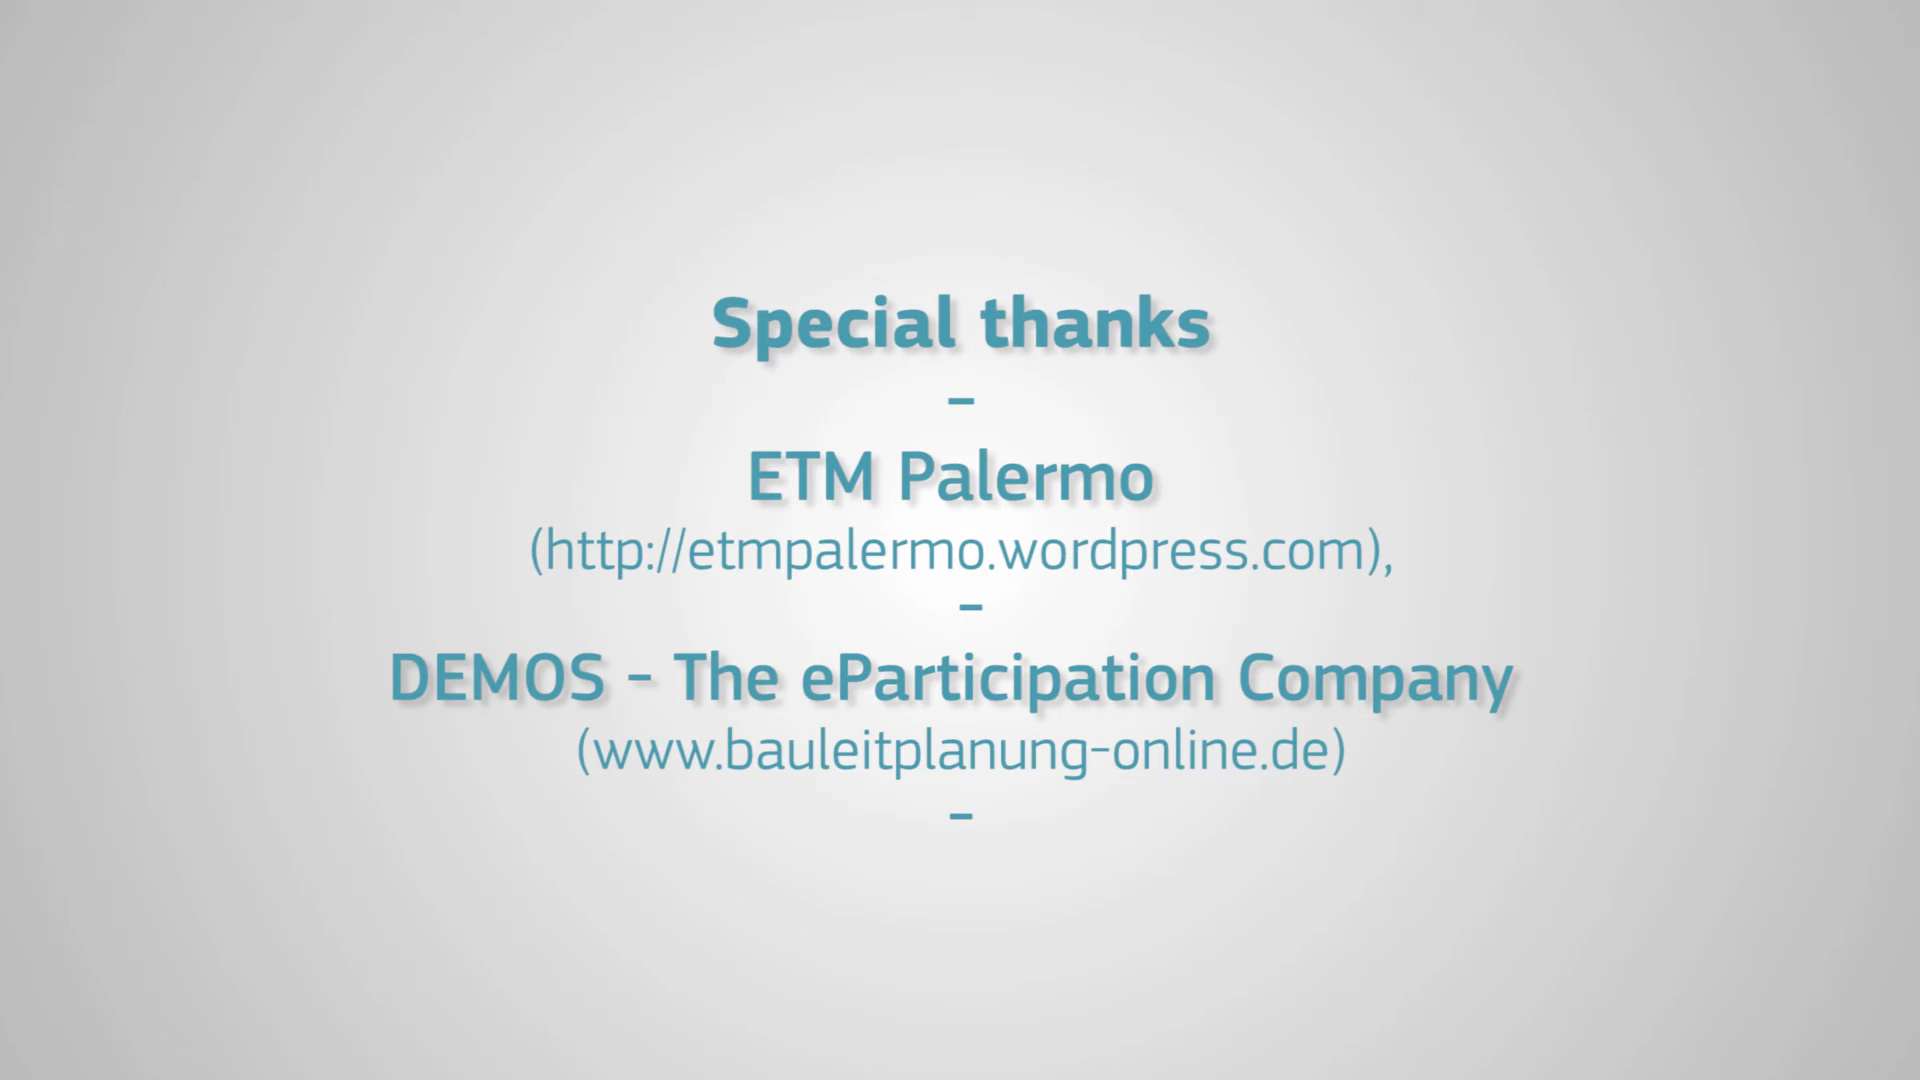 Special thanks
–
ETM Palermo
(http://etmpalermo.wordpress.com),
–
DEMOS - The eParticipation Company
(www.bauleitplanung-online.de)
–